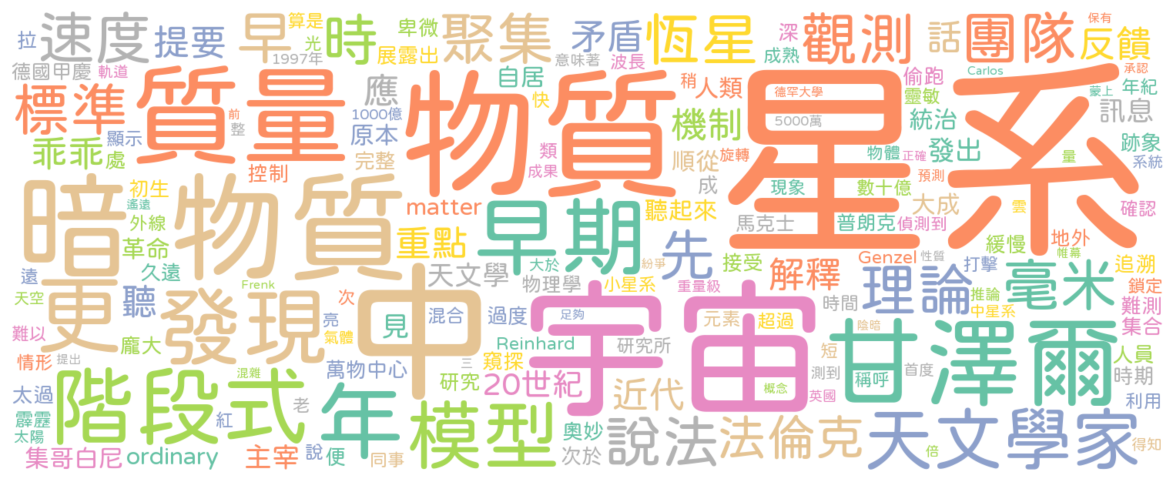 拉 速度 提要 早 算是 光 1997年 時 卑微 展露出 聚集 意味著 矛盾 波長 恆星 深 成熟 觀測 話 團隊 保有 反饋
德國甲慶 軌道 標準 前 整 質量 應 1000億 原本 自居 快 物質 稍 人類 機制 德罕大學 5000萬 星系 偷跑 靈敏 統治 Carlos 承認 蒙上 年紀 訊息
乖乖 處 顯示 控制 完整 類 成果 順從 旋轉 成 現象 物體 正確 發出 數十億 預測 量 跡象 系統
暗物質 初生 遙遠 外線 革命 久遠 matter 重點 早期 聽起來 先 馬克士 普朗克 偵測到 大成 雲 確認 接受 Genzel 性質 打擊 緩慢 帷幕 地外 追溯
遠 天空 更 聽 發現 Frenk 次 亮 氣體 中 見 混合 天文學 過度 大於 物理學 紛爭 小星系 重量級 解釋 理論 推論 中星系 毫米 鎖定 難測 集合
難以 情形 提出 龐大 萬物中心 Reinhard 研究所 宇宙 足夠 元素 超過 時間 陰暗 短 測到 稱呼 首度 甘澤爾 人員 時期
太過 霹靂 太陽 階段式 混雜 紅 老 年 研究 窺探 20世紀 三 近代 概念 英國 利用
集哥白尼 ordinary 主宰 說 便 同事 模型 奧妙 次於 說法 法倫克 天文學家 倍 得知